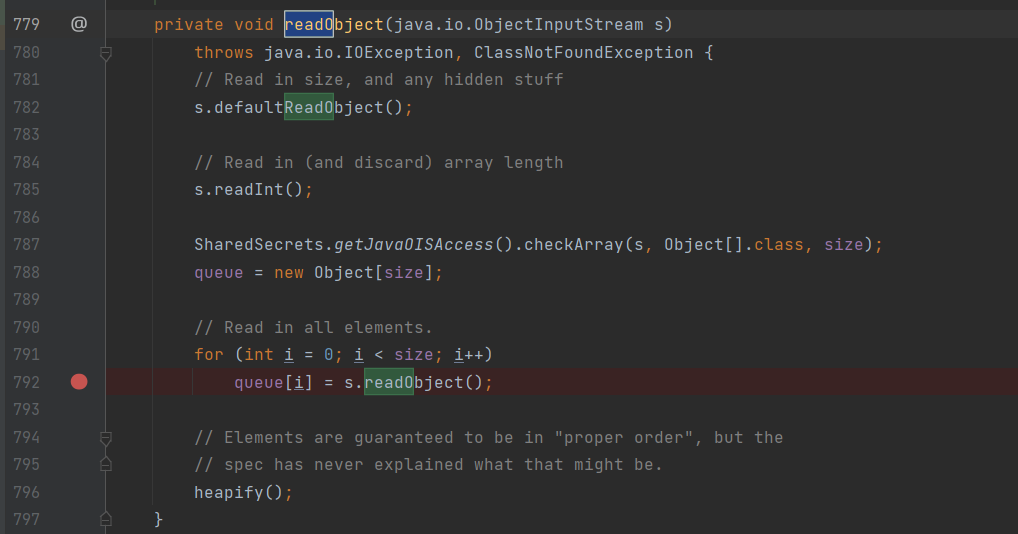 779 @ private void readObject(java.io.ObjectInputStream s)
780 throws java.io.IOException, ClassNotFoundException {
781 // Read in size, and any hidden stuff
782 s.defaultReadObject();
783
784 // Read in (and discard) array length
785 s.readInt();
786
787 SharedSecrets.getJavaOISAccess().checkArray(s, Object[].class, size);
788 queue = new Object[size];
789
790 // Read in all elements.
791 for (int i = 0; i < size; i++)
792 queue[i] = s.readObject();
793
794 // Elements are guaranteed to be in "proper order", but the
795 // spec has never explained what that might be.
796 heapify();
797 }